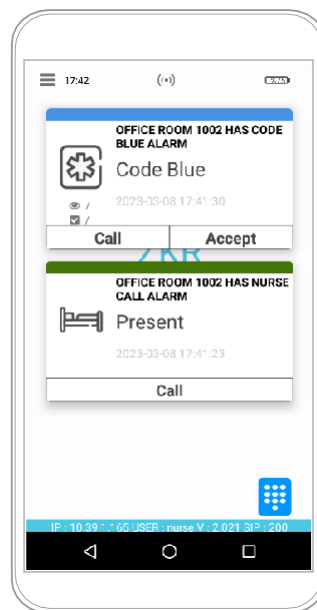 17:42
OFFICE ROOM 1002 HAS CODE
BLUE ALARM
Code Blue
/
2023-03-08 17:41:30
/
Call Accept
ZKR
OFFICE ROOM 1002 HAS NURSE
CALL ALARM
Present
2023-03-08 17:41:23
Call
USER : nurse V : 2.021 SIP : 200